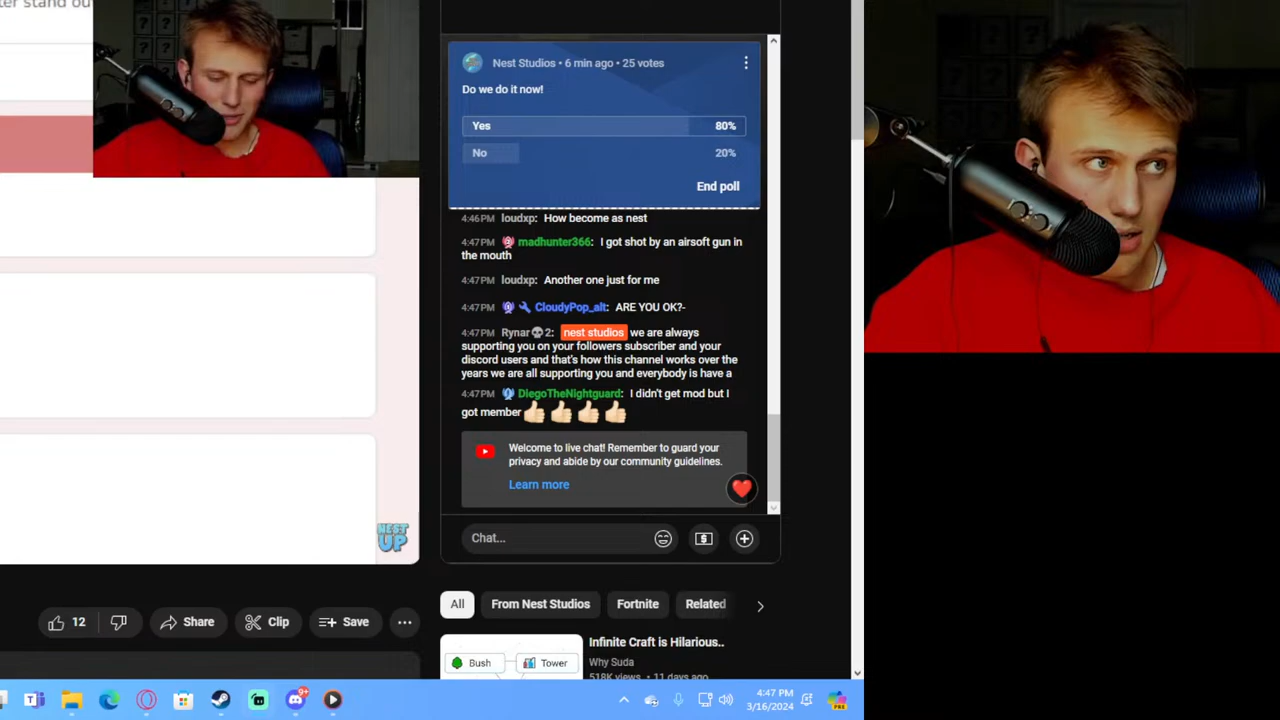 Nest Studios • 6 min ago • 25 votes
Do we do it now!
Yes 80%
No 20%
End poll
4:46PM loudxp: How become as nest
4:47PM madhunter366: I got shot by an airsoft gun in
the mouth
4:47PM loudxp: Another one just for me
4:47PM CloudyPop_alt: ARE YOU OK?-
4:47PM Rynar💀2: nest studios we are always
supporting you on your followers subscriber and your
discord users and that's how this channel works over the
years we are all supporting you and everybody is have a
4:47PM DiegoTheNightguard: I didn't get mod but I
got member 👍🏻👍🏻👍🏻👍🏻
Welcome to live chat! Remember to guard your
privacy and abide by our community guidelines.
Learn more
NEST
UP
Chat...
All From Nest Studios Fortnite Related
12 Share Clip Save
Infinite Craft is Hilarious..
Bush Tower Why Suda
518K views • 11 days ago
9+
4:47 PM
3/16/2024
PRE